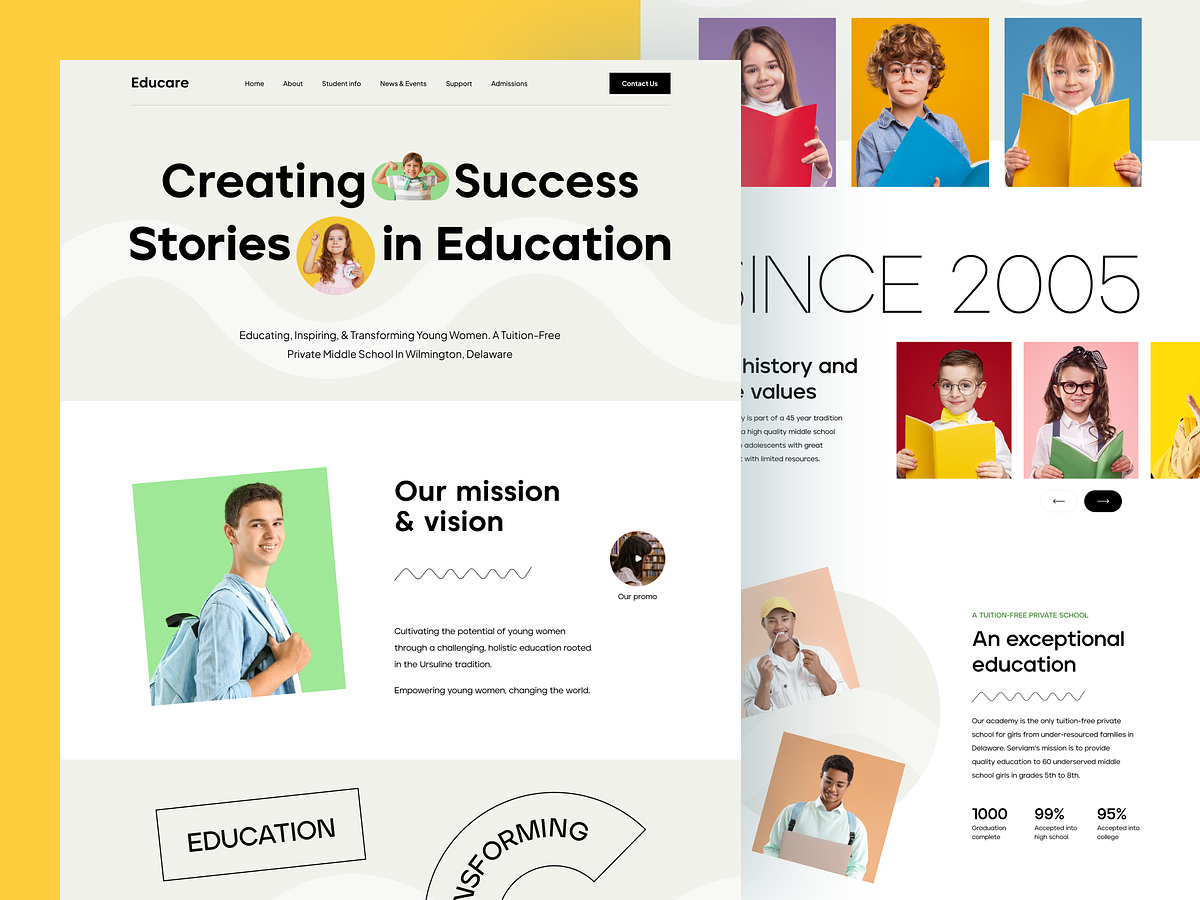 Educare
Home
About
Student info
News & Events
Support
Admissions
Contact Us
Creating Success
Stories in Education
Educating, Inspiring, & Transforming Young Women. A Tuition-Free
Private Middle School In Wilmington, Delaware
Our mission
& vision
Our promo
Cultivating the potential of young women
through a challenging, holistic education rooted
in the Ursuline tradition.
Empowering young women, changing the world.
EDUCATION
NSFORMING
SINCE 2005
history and
values
is part of a 45 year tradition
a high quality middle school
adolescents with great
with limited resources.
A TUITION-FREE PRIVATE SCHOOL
An exceptional
education
Our academy is the only tuition-free private
school for girls from under-resourced families in
Delaware. Serviam's mission is to provide
quality education to 60 underserved middle
school girls in grades 5th to 8th.
1000
Graduation
complete
99%
Accepted into
high school
95%
Accepted into
college